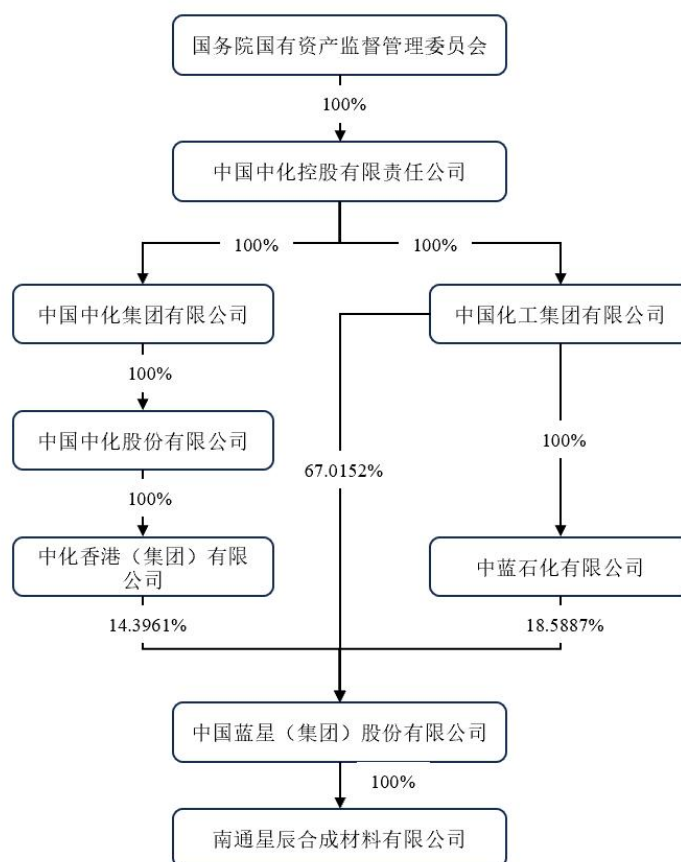 国务院国有资产监督管理委员会
100%
中国中化控股有限责任公司
100%
100%
中国中化集团有限公司
中国化工集团有限公司
100%
中国中化股份有限公司
100%
67.0152%
100%
中化香港（集团）有限
公司
中蓝石化有限公司
14.3961%
18.5887%
中国蓝星（集团）股份有限公司
100%
南通星辰合成材料有限公司